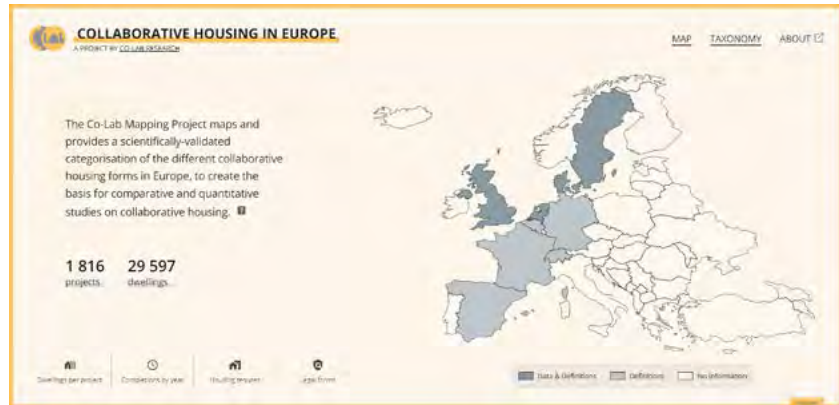 Co-Lab
COLLABORATIVE HOUSING IN EUROPE
A PROJECT BY CO-LAB RESEARCH
MAP TAXONOMY ABOUT
The Co-Lab Mapping Project maps and
provides a scientifically-validated
categorisation of the different collaborative
housing forms in Europe, to create the
basis for comparative and quantitative
studies on collaborative housing.
1 816 29 597
projects dwellings
Dwellings per project Completions by year Housing tenures Legal forms
Data & Definitions Definitions No information